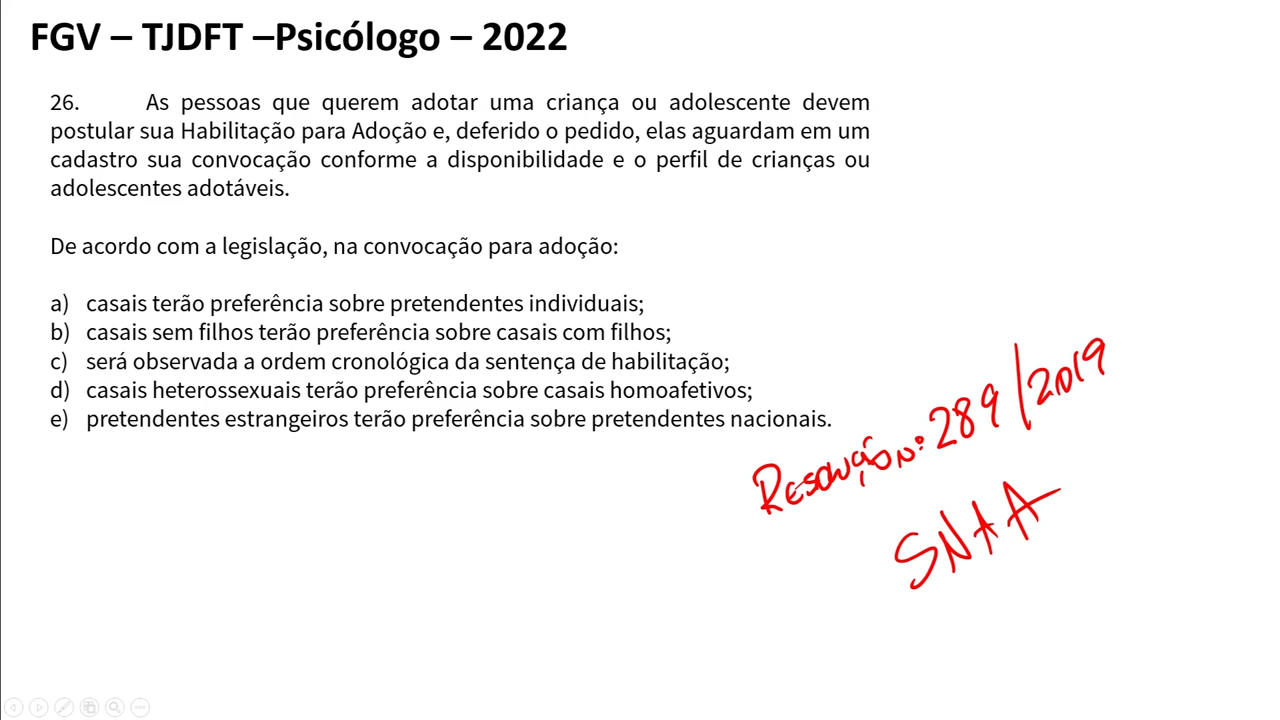 FGV – TJDFT –Psicólogo – 2022
26. As pessoas que querem adotar uma criança ou adolescente devem
postular sua Habilitação para Adoção e, deferido o pedido, elas aguardam em um
cadastro sua convocação conforme a disponibilidade e o perfil de crianças ou
adolescentes adotáveis.
De acordo com a legislação, na convocação para adoção:
a) casais terão preferência sobre pretendentes individuais;
b) casais sem filhos terão preferência sobre casais com filhos;
c) será observada a ordem cronológica da sentença de habilitação;
d) casais heterossexuais terão preferência sobre casais homoafetivos;
e) pretendentes estrangeiros terão preferência sobre pretendentes nacionais.
Resolução Nº 289/2019
SNAA